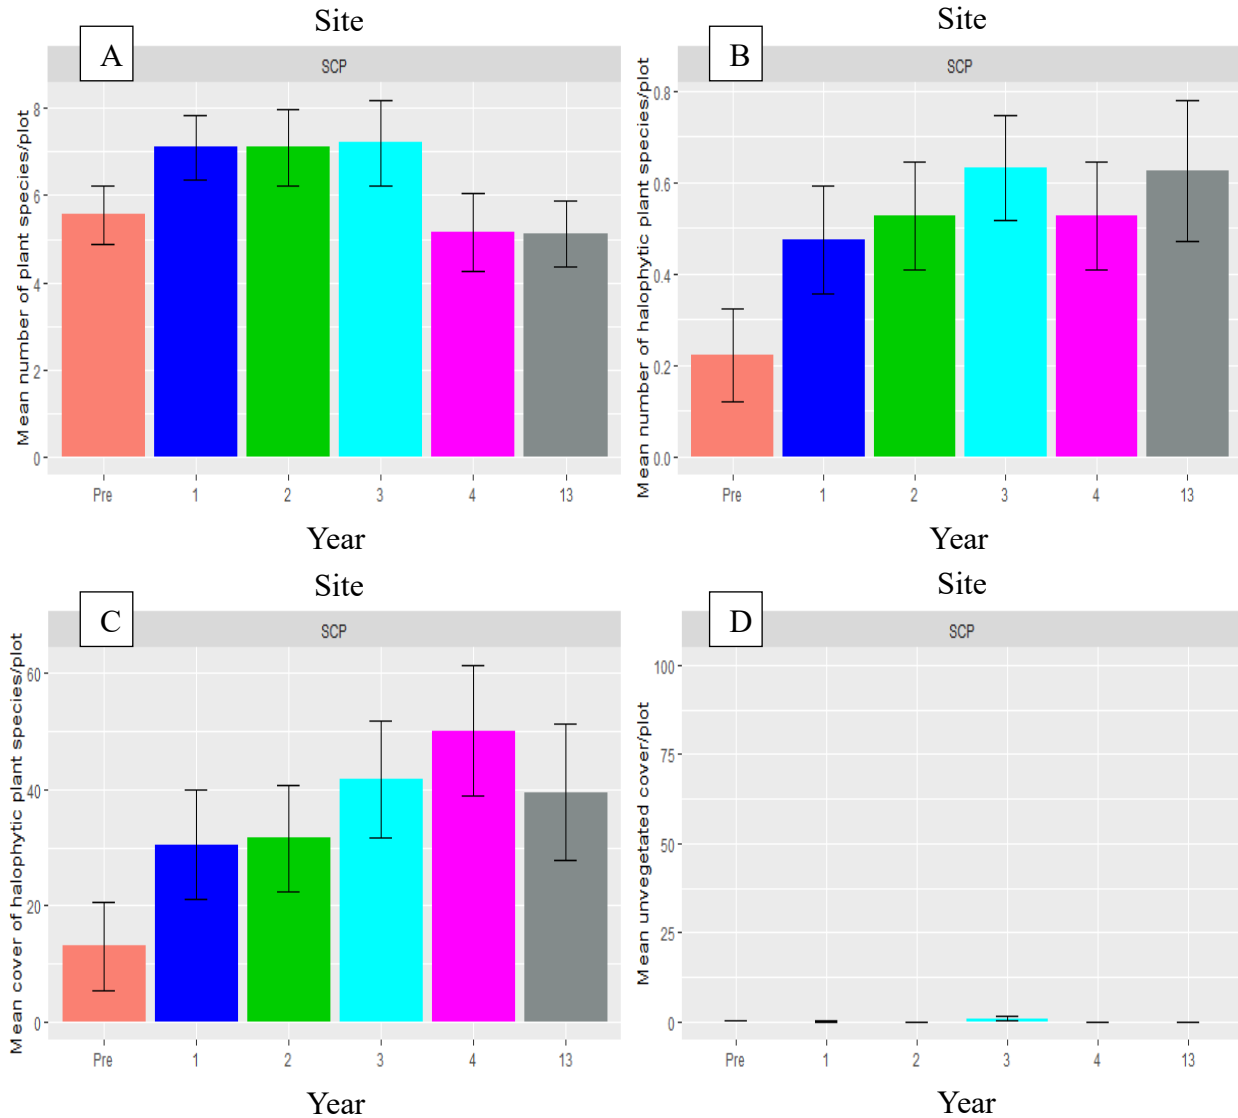 Site
A
SCP
Mean number of plant species/plot
8
6
4
2
0
Pre 1 2 3 4 13
Year
Site
B
SCP
Mean number of halophytic plant species/plot
0.8
0.6
0.4
0.2
0.0
Pre 1 2 3 4 13
Year
Site
C
SCP
Mean cover of halophytic plant species/plot
60
40
20
0
Pre 1 2 3 4 13
Year
Site
D
SCP
Mean unvegetated cover/plot
100
75
50
25
0
Pre 1 2 3 4 13
Year